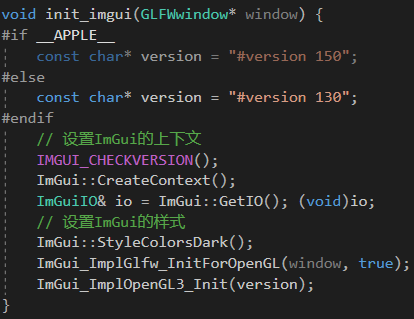 void init_imgui(GLFWwindow* window) {
#if __APPLE__
    const char* version = "#version 150";
#else
    const char* version = "#version 130";
#endif
    // 设置ImGui的上下文
    IMGUI_CHECKVERSION();
    ImGui::CreateContext();
    ImGuiIO& io = ImGui::GetIO(); (void)io;
    // 设置ImGui的样式
    ImGui::StyleColorsDark();
    ImGui_ImplGlfw_InitForOpenGL(window, true);
    ImGui_ImplOpenGL3_Init(version);
}